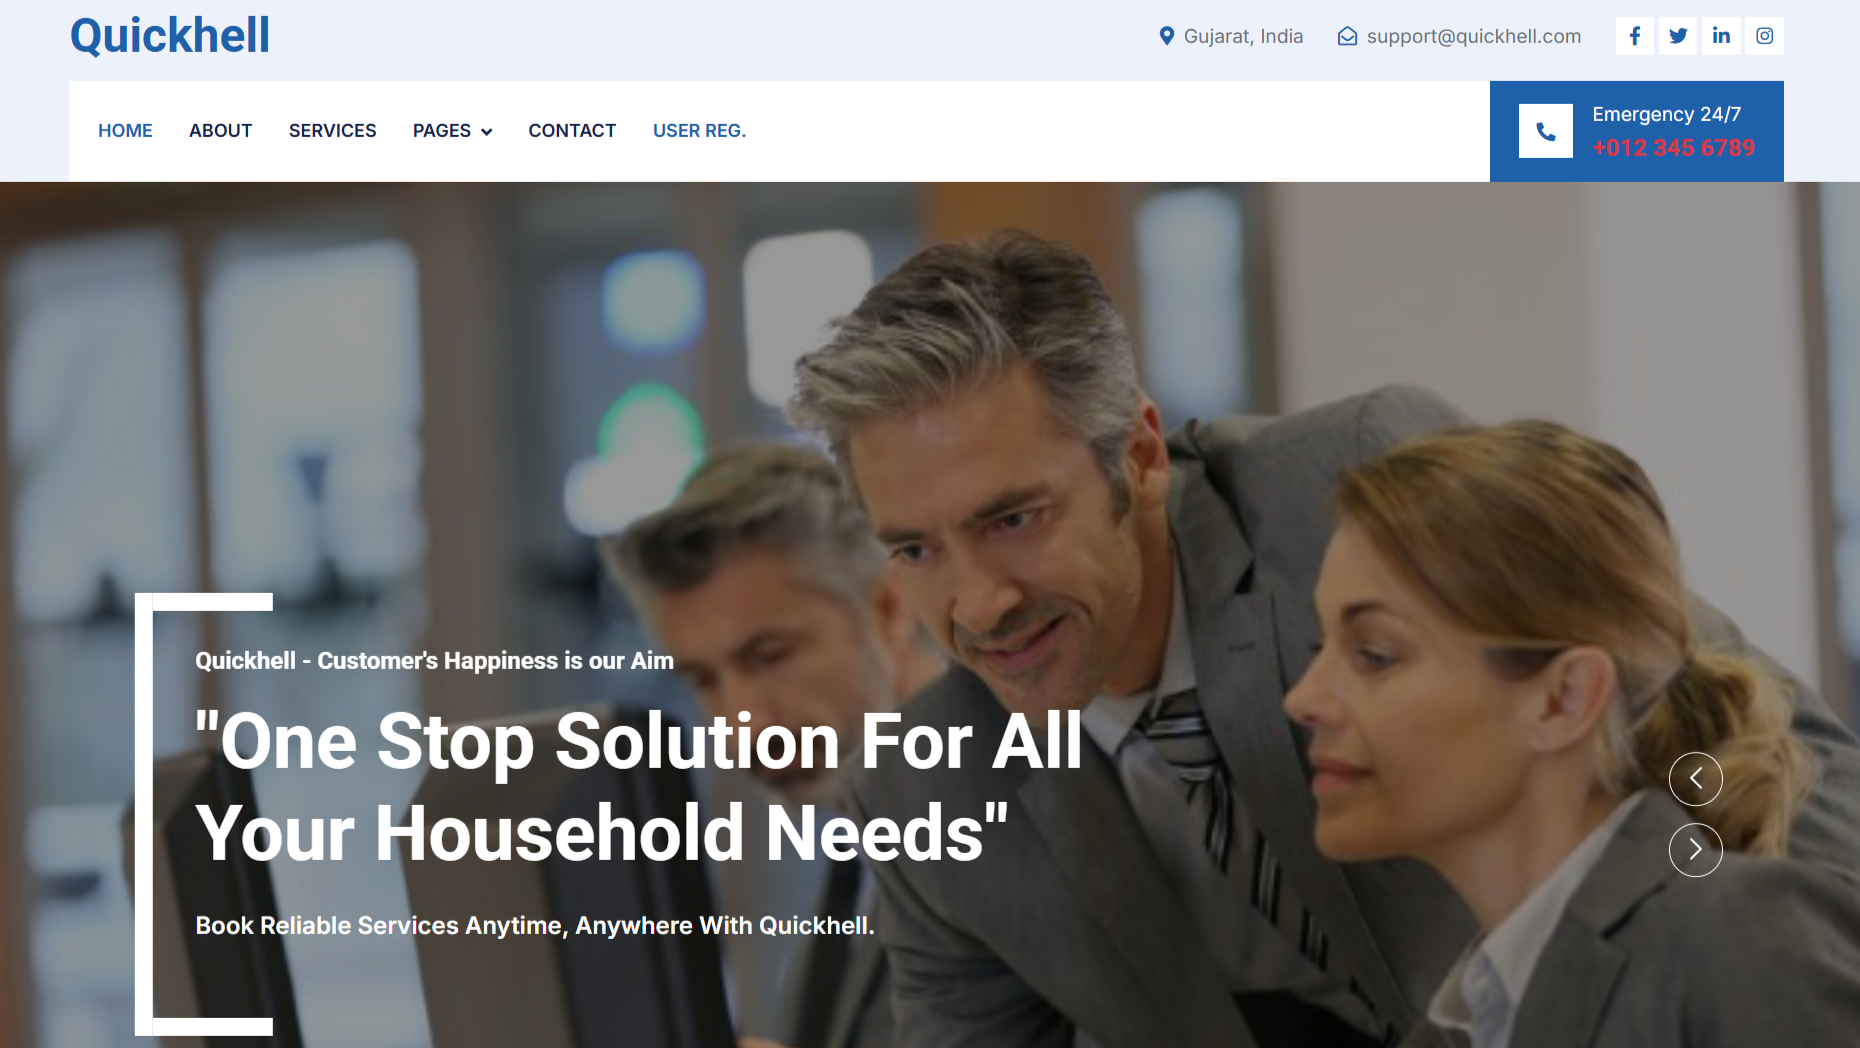 Quickhell
Gujarat, India
support@quickhell.com
HOME
ABOUT
SERVICES
PAGES
CONTACT
USER REG.
Emergency 24/7
+012 345 6789
Quickhell - Customer's Happiness is our Aim
"One Stop Solution For All
Your Household Needs"
Book Reliable Services Anytime, Anywhere With Quickhell.